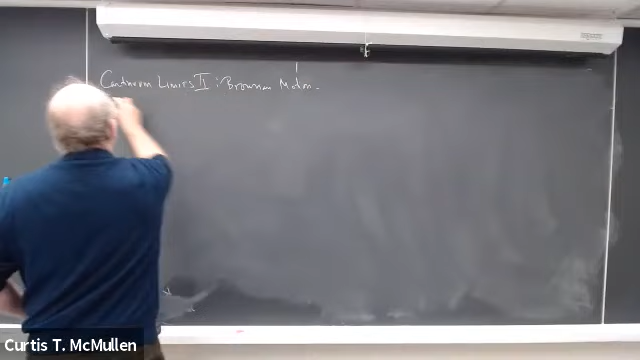 Continuum Limits II : Brownian Motion.
Curtis T. McMullen